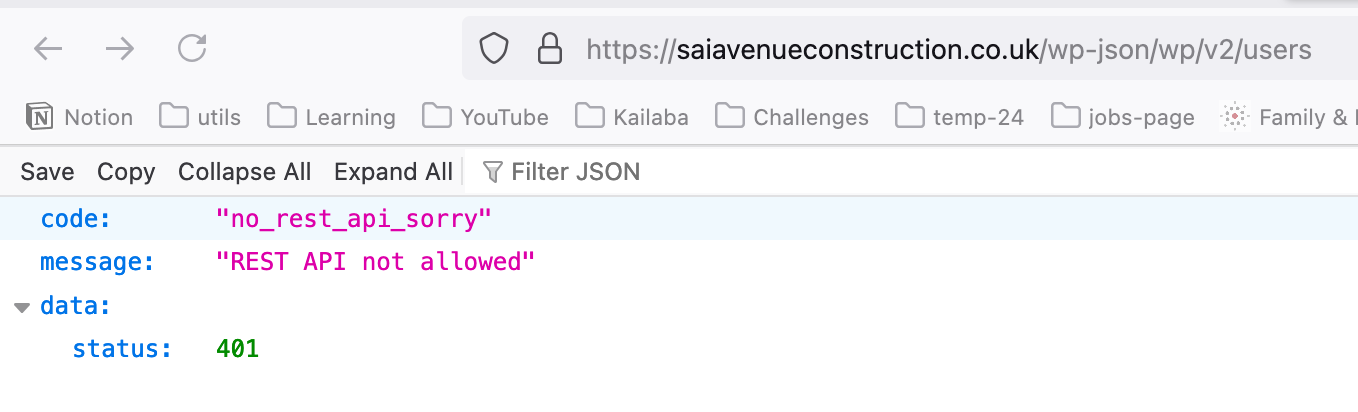 https://saiavenueconstruction.co.uk/wp-json/wp/v2/users
Notion utils Learning YouTube Kailaba Challenges temp-24 jobs-page Family &
Save Copy Collapse All Expand All Filter JSON
code: "no_rest_api_sorry"
message: "REST API not allowed"
data:
status: 401